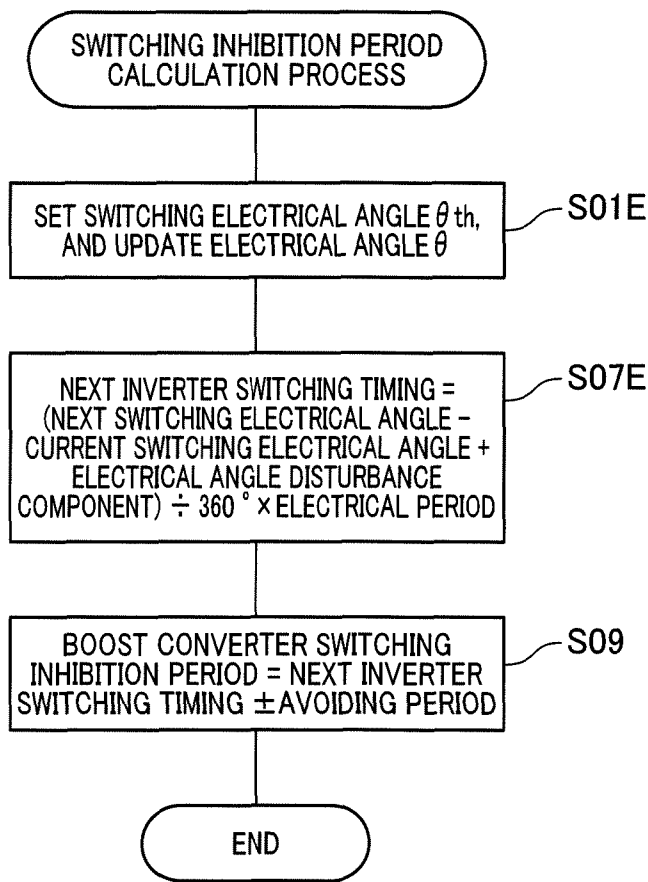 SWITCHING INHIBITION PERIOD
CALCULATION PROCESS
SET SWITCHING ELECTRICAL ANGLE θth,
AND UPDATE ELECTRICAL ANGLE θ
S01E
NEXT INVERTER SWITCHING TIMING =
(NEXT SWITCHING ELECTRICAL ANGLE −
CURRENT SWITCHING ELECTRICAL ANGLE +
ELECTRICAL ANGLE DISTURBANCE
COMPONENT) ÷ 360° × ELECTRICAL PERIOD
S07E
BOOST CONVERTER SWITCHING
INHIBITION PERIOD = NEXT INVERTER
SWITCHING TIMING ±AVOIDING PERIOD
S09
END